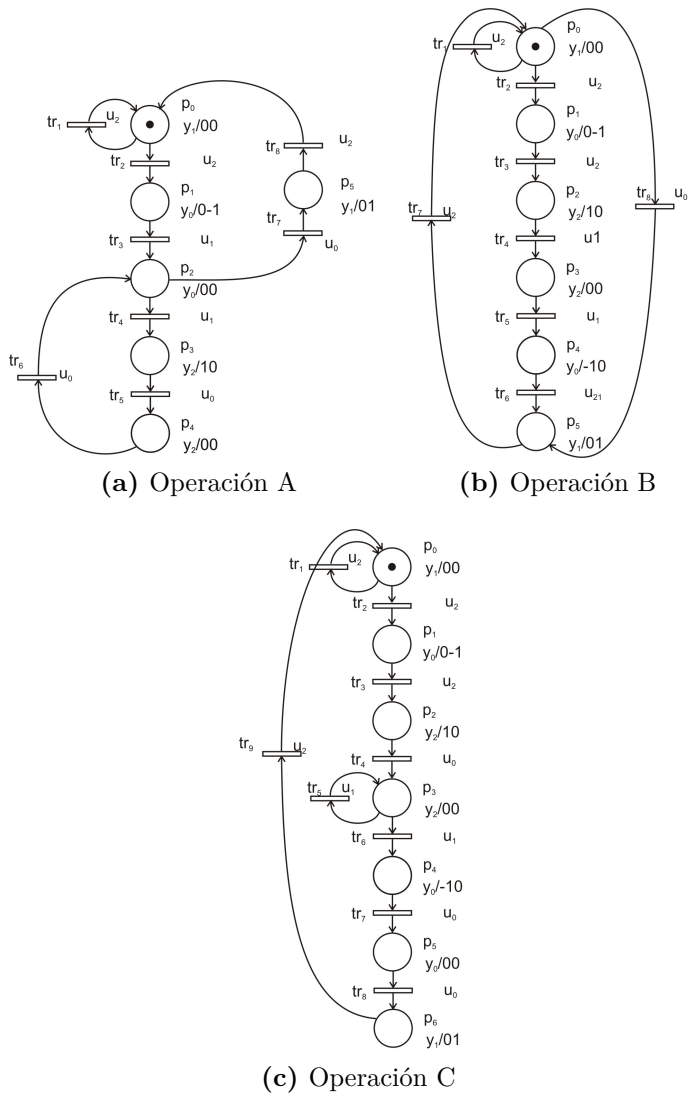 p₀
u₂
tr₁
y₁/00
tr₂ u₂
p₁
y₀/0-1
tr₃ u₁
p₂
y₀/00
tr₄ u₁
p₃
y₂/10
tr₅ u₀
p₄
y₂/00
tr₆
u₀
tr₈ u₂
p₅
y₁/01
tr₇
u₀
(a) Operación A
p₀
u₂
tr₁
y₁/00
tr₂ u₂
p₁
y₀/0-1
tr₃ u₂
p₂
y₂/10
tr₄ u1
p₃
y₂/00
tr₅ u₁
p₄
y₀/-10
tr₆ u₂₁
p₅
y₁/01
tr₇ u₂
tr₈ u₀
(b) Operación B
p₀
u₂
tr₁
y₁/00
tr₂ u₂
p₁
y₀/0-1
tr₃ u₂
p₂
y₂/10
tr₄ u₀
p₃
tr₅ u₁
y₂/00
tr₆ u₁
p₄
y₀/-10
tr₇ u₀
p₅
y₀/00
tr₈ u₀
p₆
y₁/01
tr₉ u₂
(c) Operación C